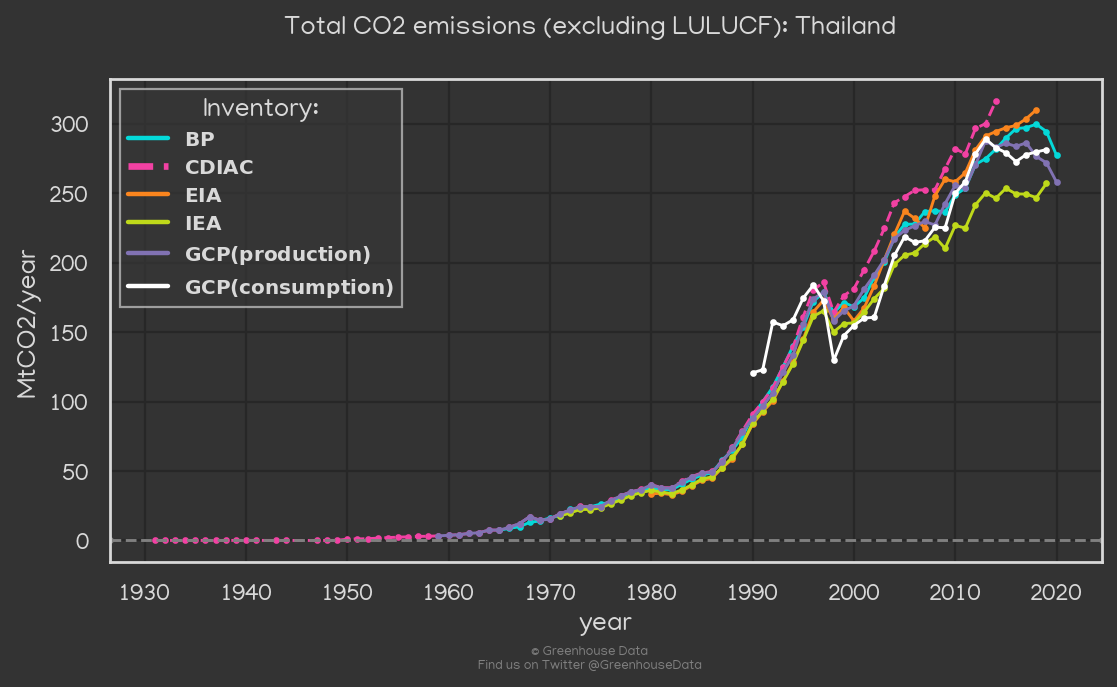 Total CO2 emissions (excluding LULUCF): Thailand
Inventory:
BP
CDIAC
EIA
IEA
GCP(production)
GCP(consumption)
MtCO2/year
300
250
200
150
100
50
0
1930 1940 1950 1960 1970 1980 1990 2000 2010 2020
year
© Greenhouse Data
Find us on Twitter @GreenhouseData